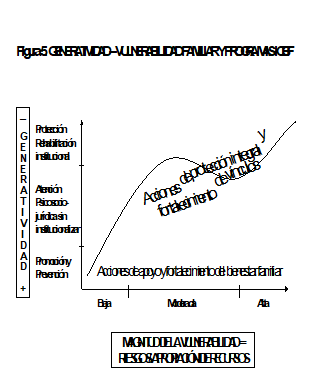 Figura 5 GENERATIVIDAD – VULNERABILIDAD FAMILIAR Y PROGRAMAS ICBF
– GENERATIVIDAD +
Protección
Rehabilitación
institucional
Atención
Psicosocio-
jurídica sin
institucionalizar
Promoción y
Prevención
Acciones de protección integral y
fortalecimiento de vínculos
Acciones de apoyo y fortalecimiento del bienestar familiar
Baja Moderada Alta
MAGNITUD DE LA VULNERABILIDAD =
RIESGOS/APROPIACIÓN DE RECURSOS